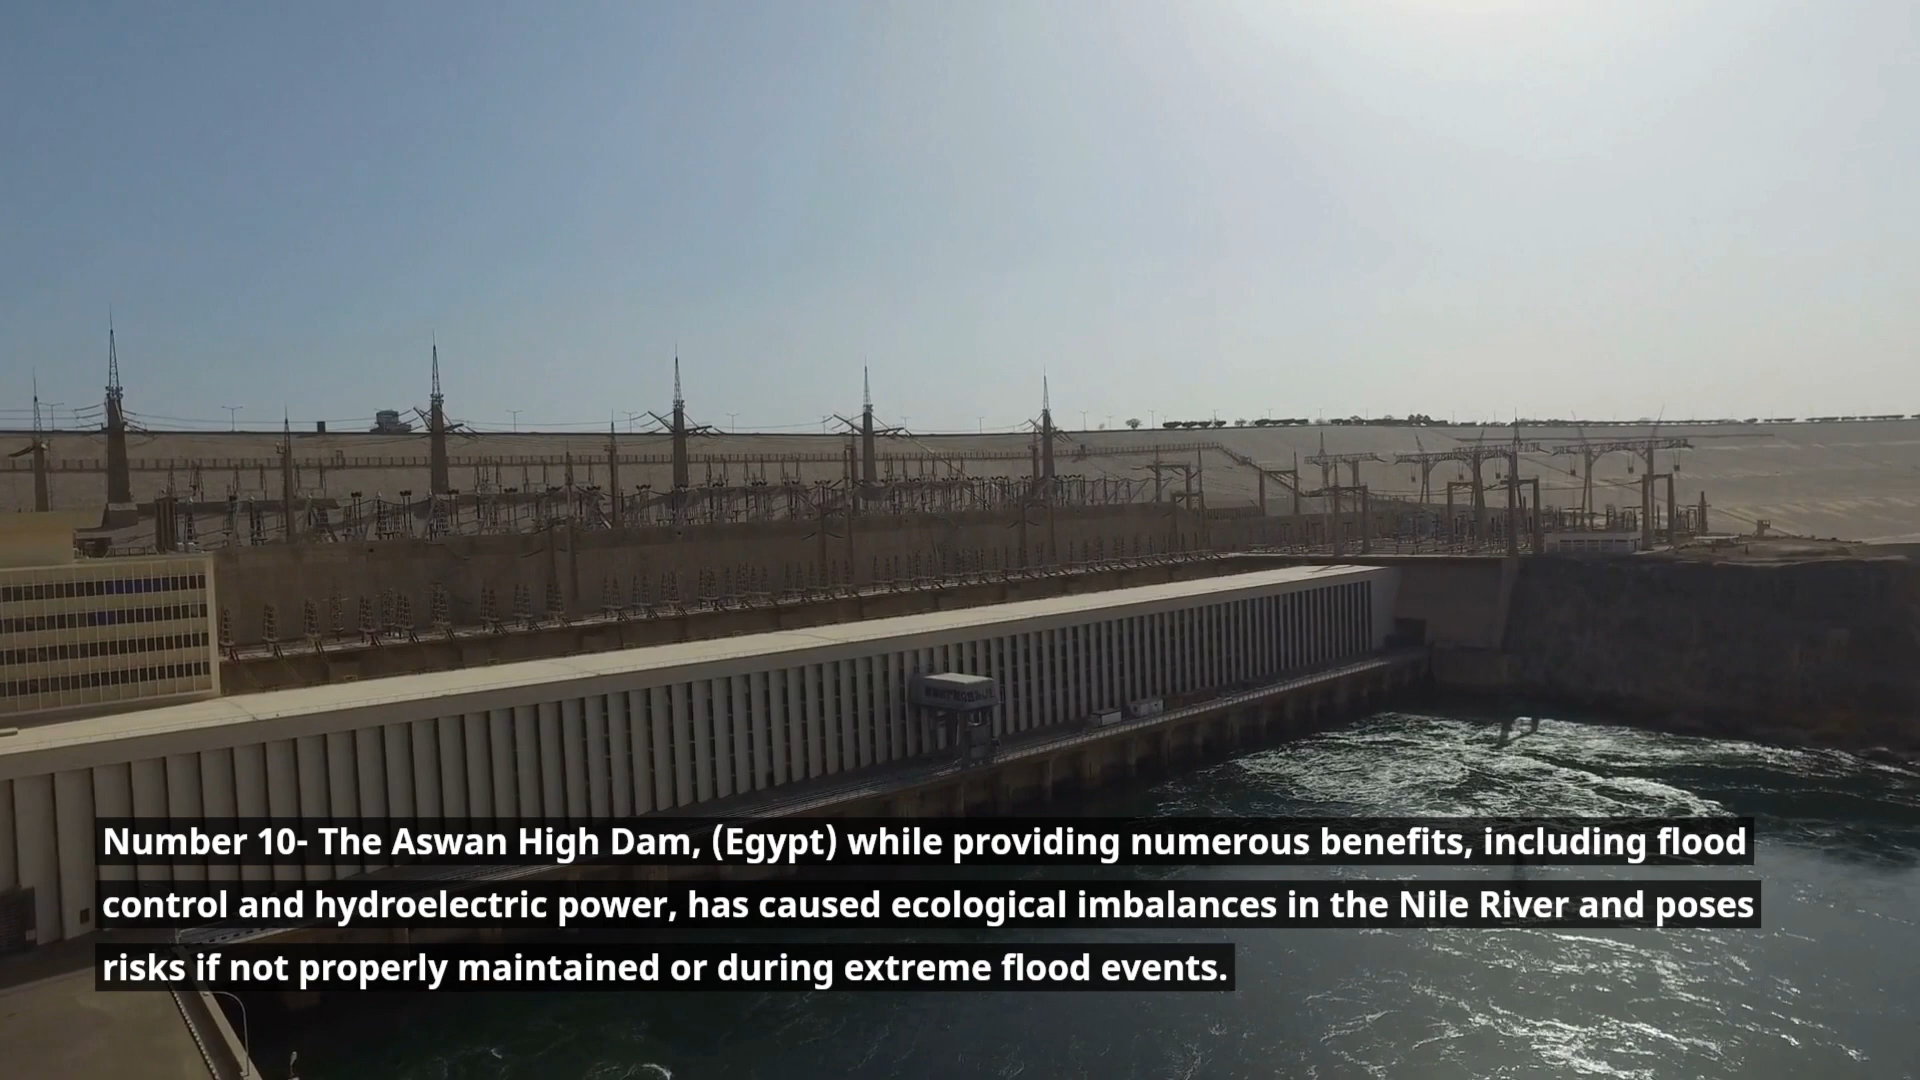 Number 10- The Aswan High Dam, (Egypt) while providing numerous benefits, including flood
control and hydroelectric power, has caused ecological imbalances in the Nile River and poses
risks if not properly maintained or during extreme flood events.